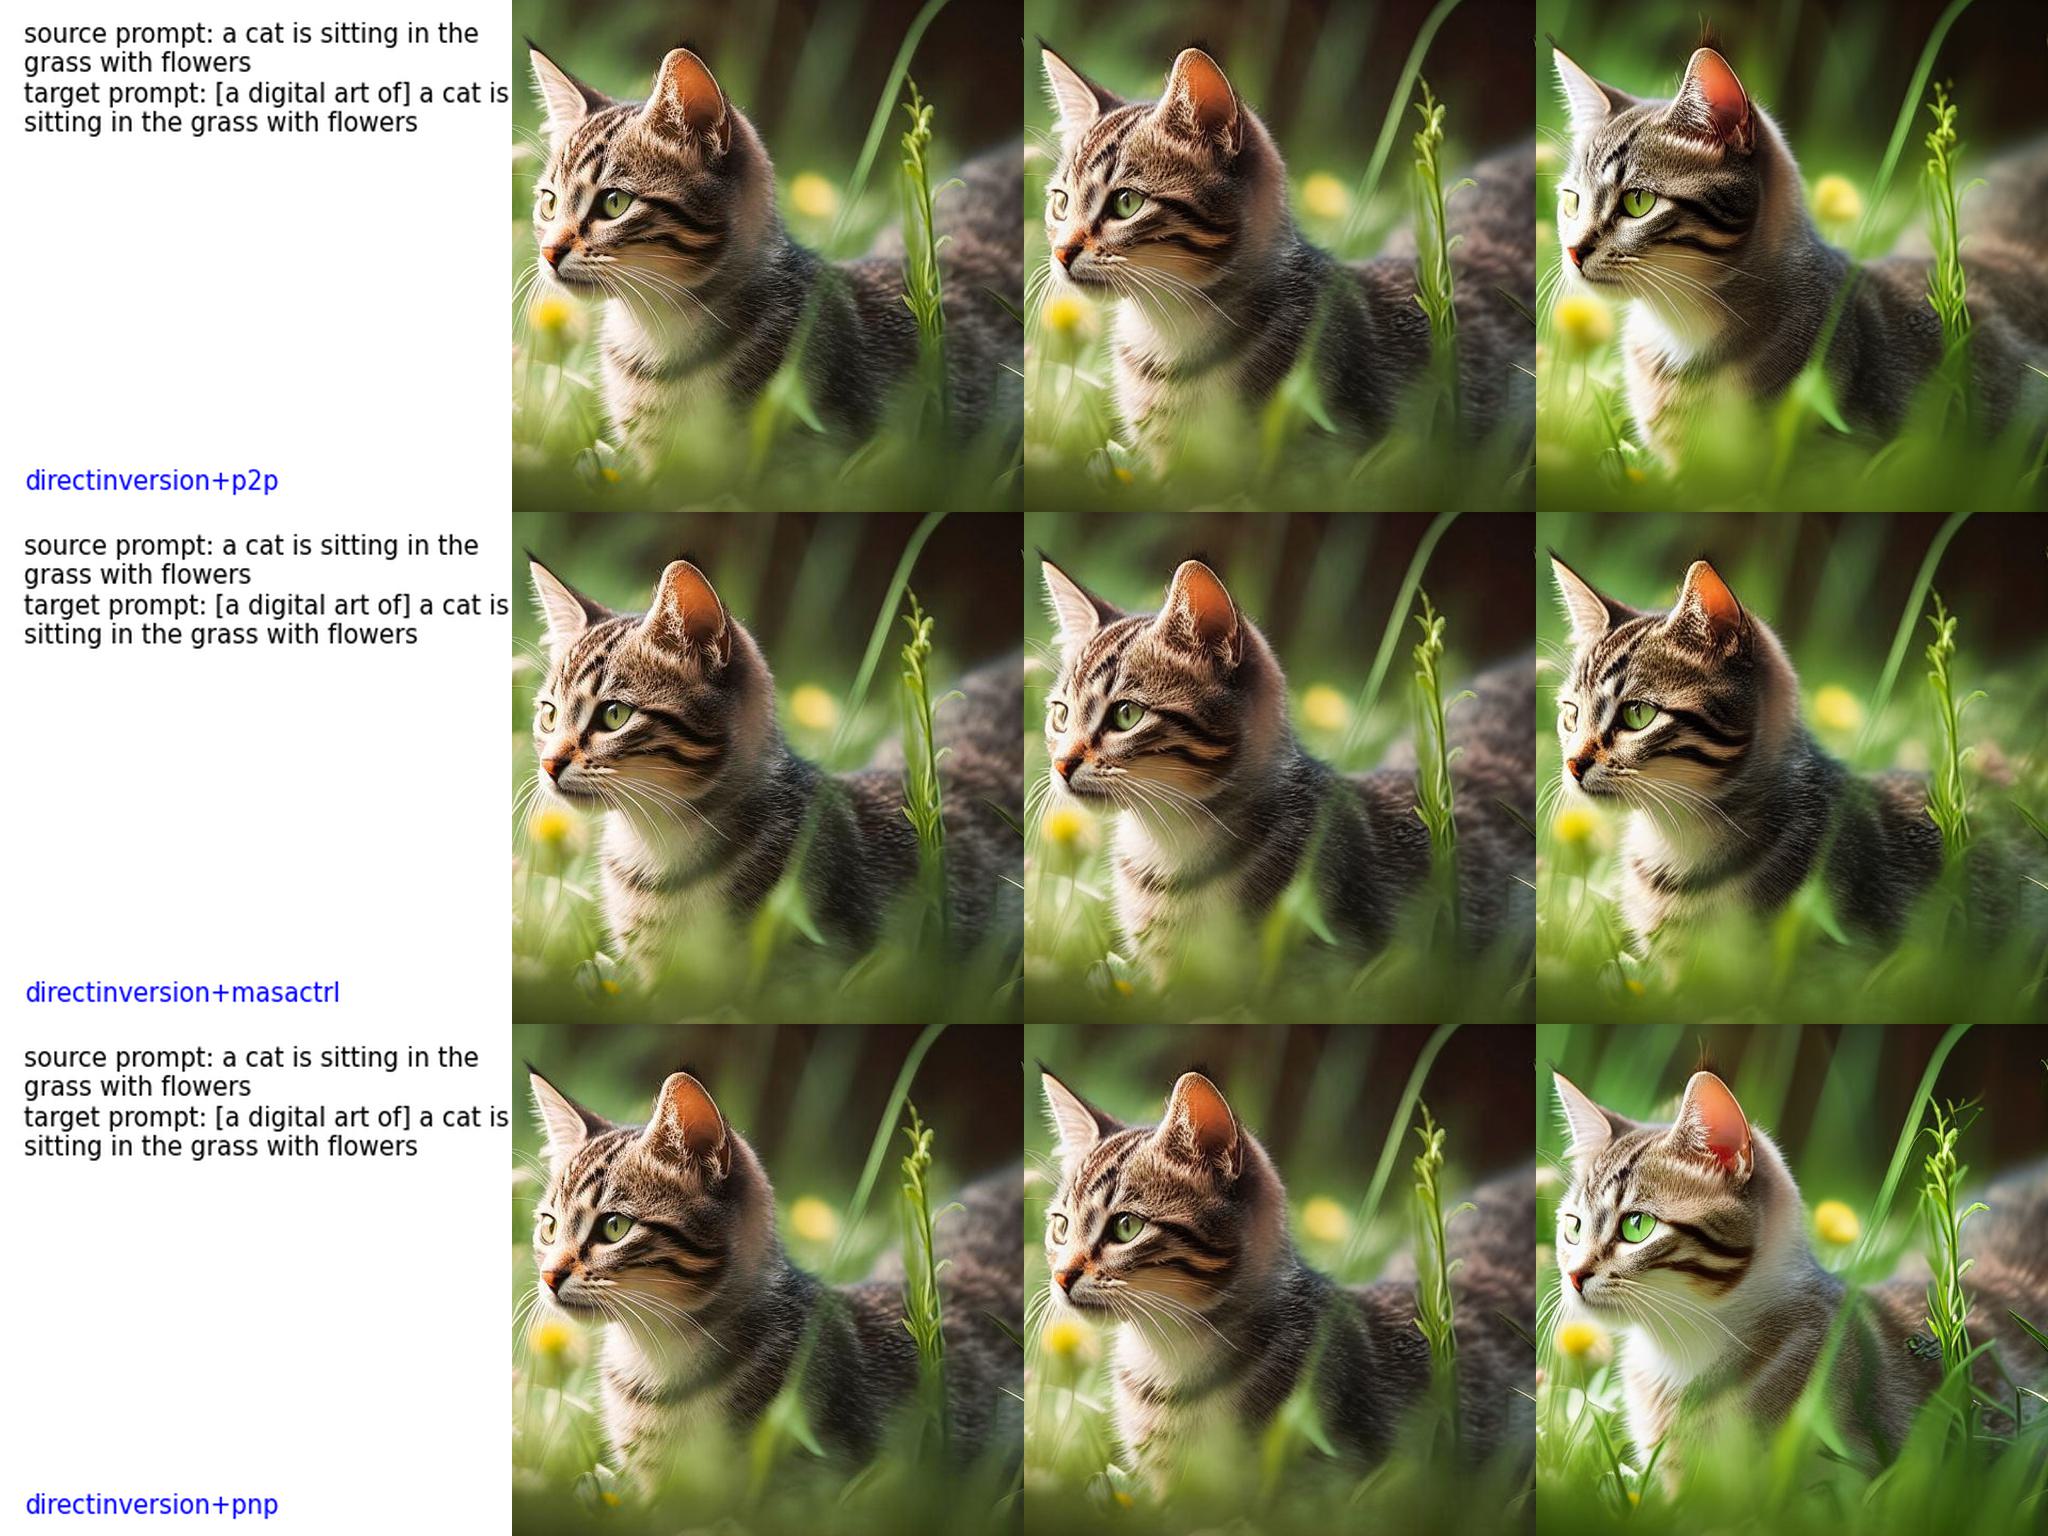 source prompt: a cat is sitting in the
grass with flowers
target prompt: [a digital art of] a cat is
sitting in the grass with flowers
directinversion+p2p
source prompt: a cat is sitting in the
grass with flowers
target prompt: [a digital art of] a cat is
sitting in the grass with flowers
directinversion+masactrl
source prompt: a cat is sitting in the
grass with flowers
target prompt: [a digital art of] a cat is
sitting in the grass with flowers
directinversion+pnp